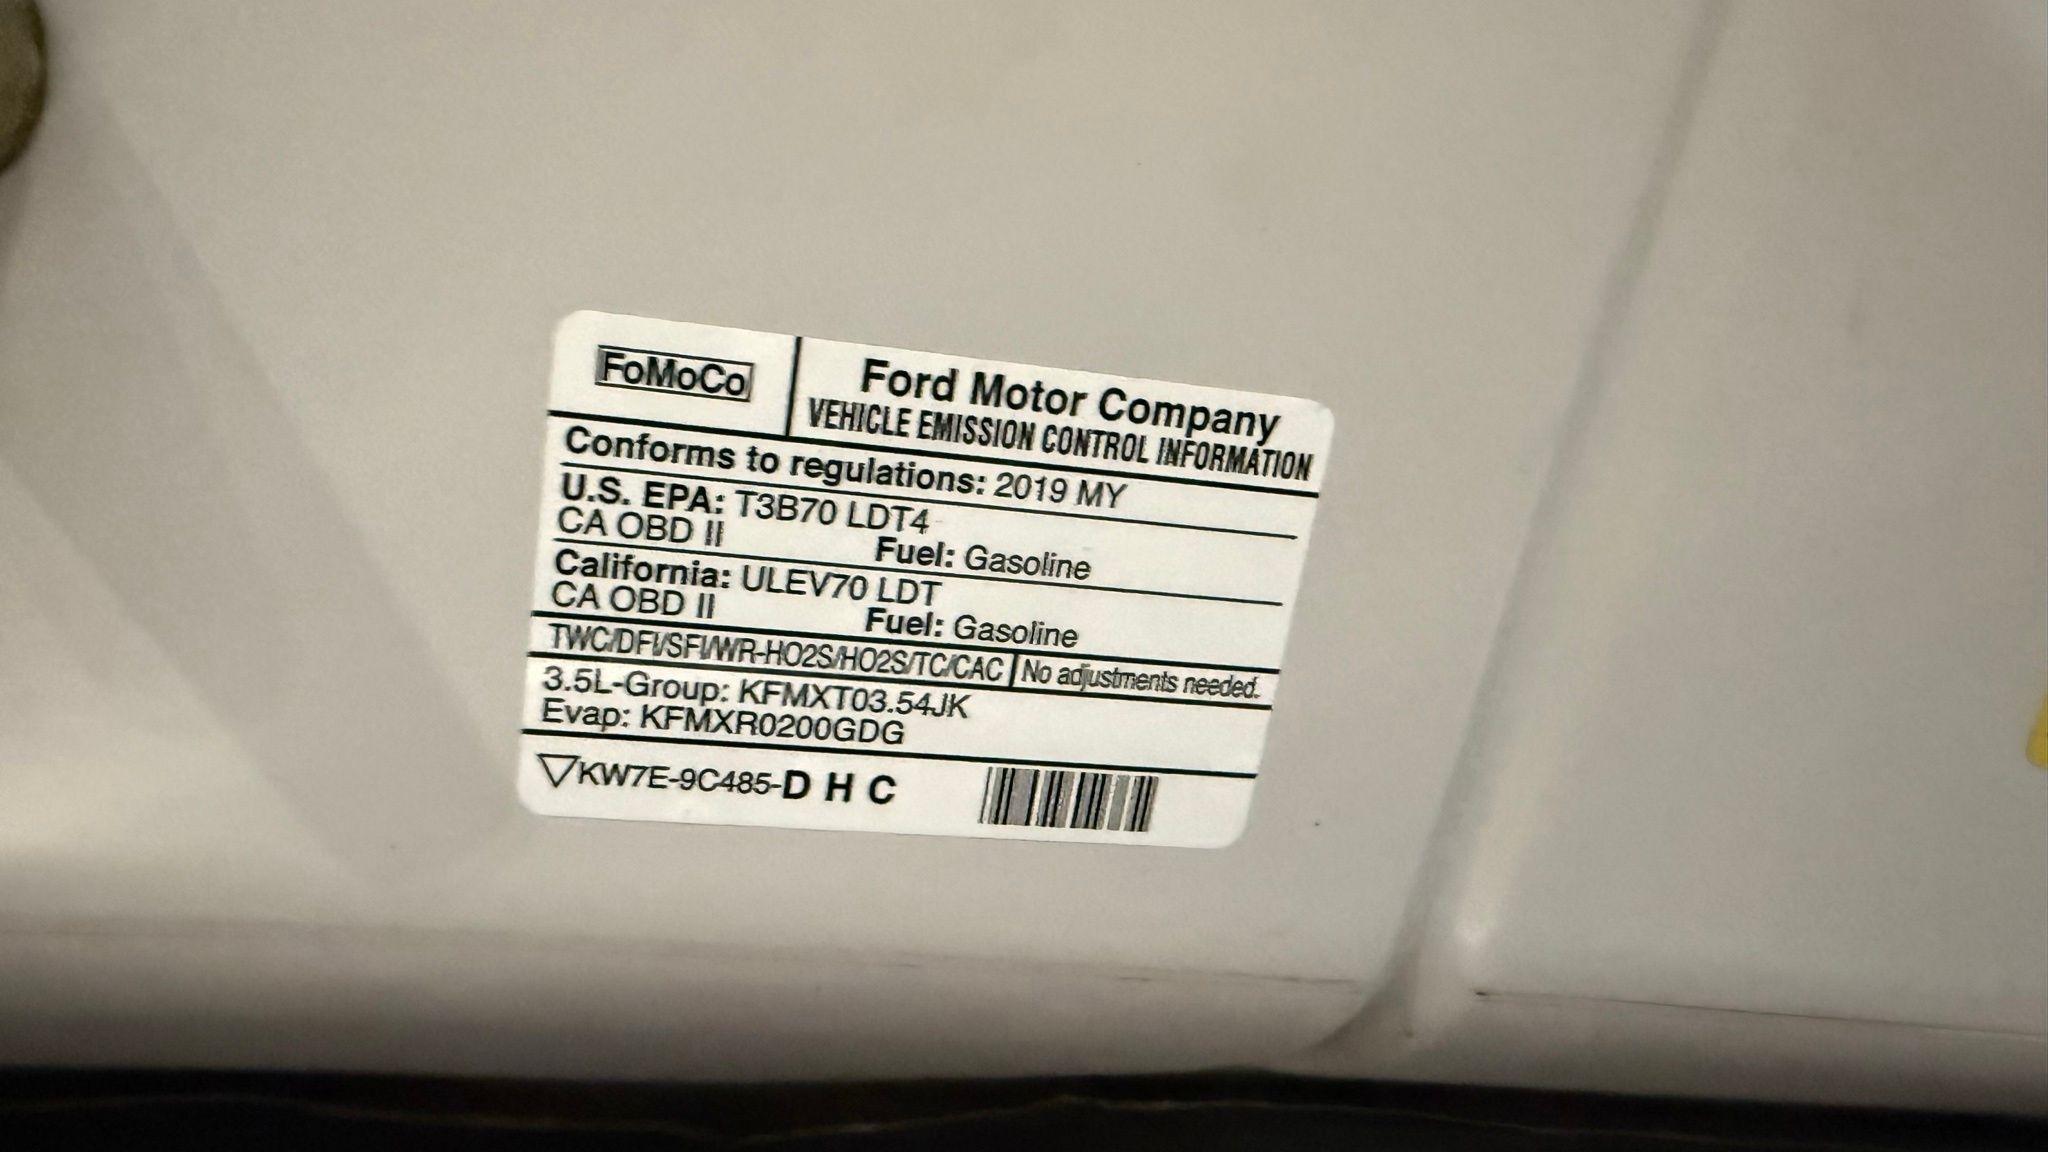 FoMoCo
Ford Motor Company
VEHICLE EMISSION CONTROL INFORMATION
Conforms to regulations: 2019 MY
U.S. EPA: T3B70 LDT4
CA OBD II Fuel: Gasoline
California: ULEV70 LDT
CA OBD II Fuel: Gasoline
TWC/DFI/SFI/WR-HO2S/HO2S/TC/CAC No adjustments needed.
3.5L-Group: KFMXT03.54JK
Evap: KFMXR0200GDG
▽KW7E-9C485-D H C